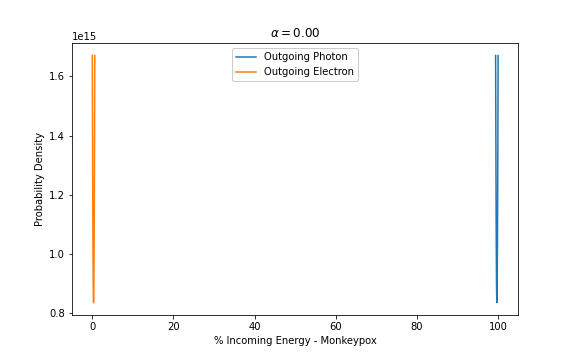 α = 0.00
1e15
Outgoing Photon
Outgoing Electron
1.6
1.4
1.2
1.0
0.8
Probability Density
0 20 40 60 80 100
% Incoming Energy - Monkeypox